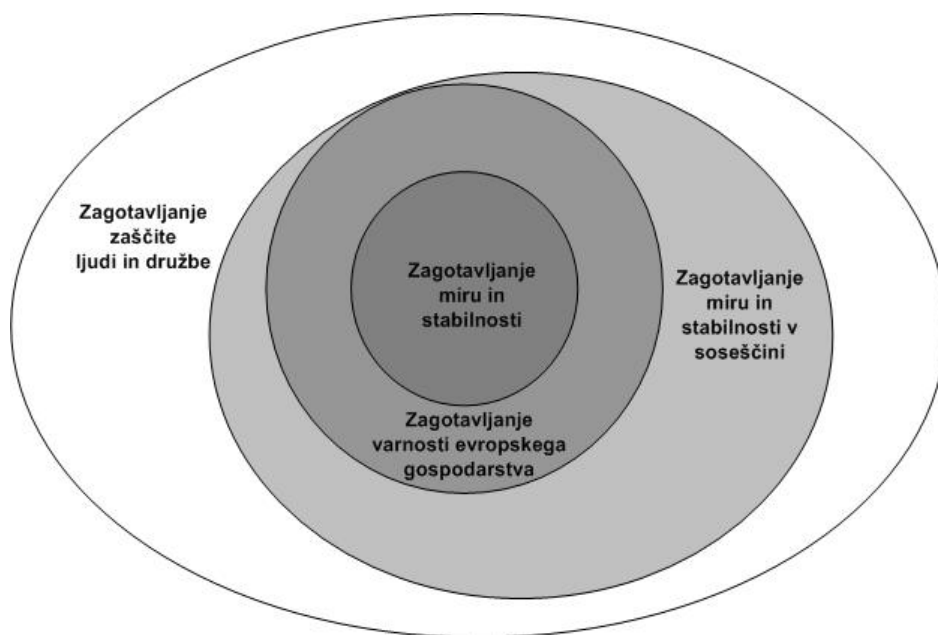 Zagotavljanje
zaščite
ljudi in družbe
Zagotavljanje
miru in
stabilnosti
Zagotavljanje
miru in
stabilnosti v
soseščini
Zagotavljanje
varnosti evropskega
gospodarstva